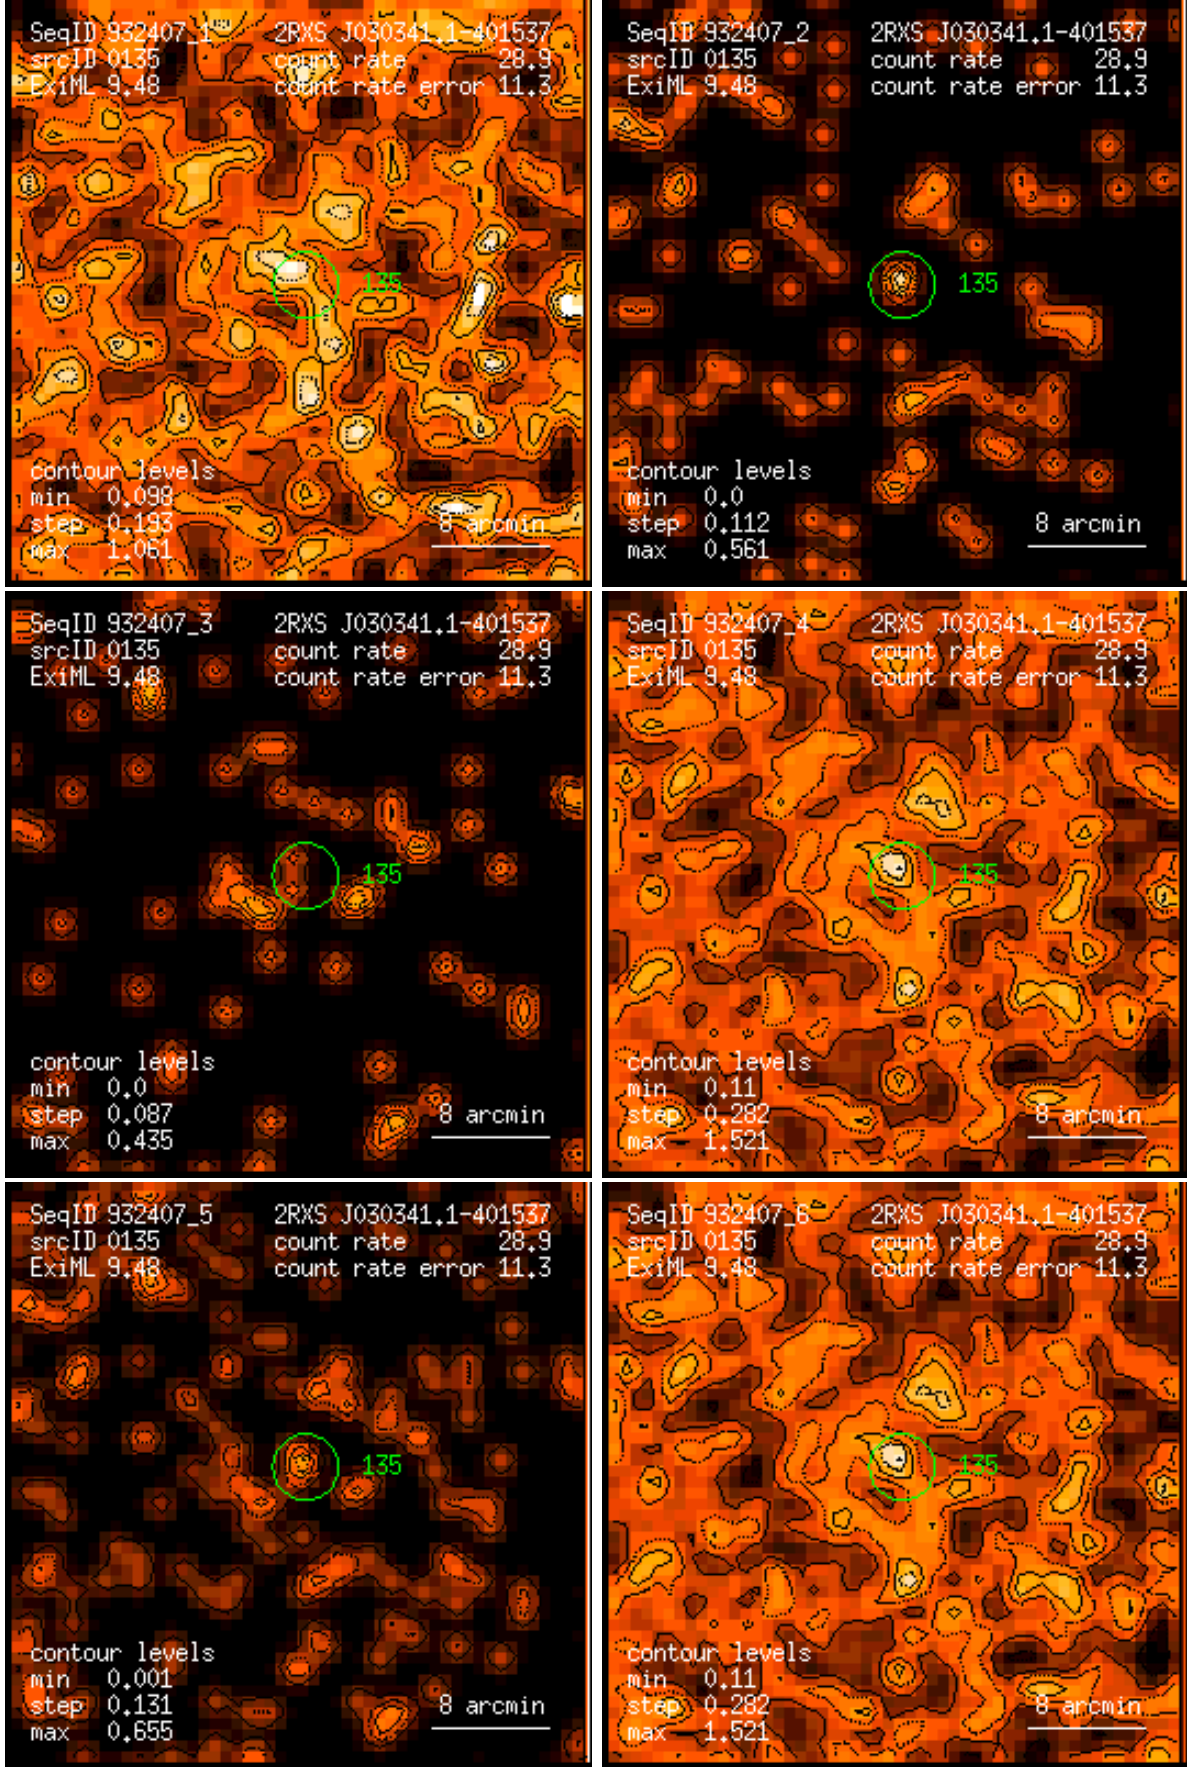 SeqID 932407_1 2RXS J030341.1-401537
srcID 0135 count rate 28.9
ExiML 9.48 count rate error 11.3
135
contour levels
min 0.098
step 0.193 8 arcmin
max 1.061
SeqID 932407_2 2RXS J030341.1-401537
srcID 0135 count rate 28.9
ExiML 9.48 count rate error 11.3
135
contour levels
min 0.0
step 0.112 8 arcmin
max 0.561
SeqID 932407_3 2RXS J030341.1-401537
srcID 0135 count rate 28.9
ExiML 9.48 count rate error 11.3
135
contour levels
min 0.0
step 0.087 8 arcmin
max 0.435
SeqID 932407_4 2RXS J030341.1-401537
srcID 0135 count rate 28.9
ExiML 9.48 count rate error 11.3
135
contour levels
min 0.11
step 0.282 8 arcmin
max 1.521
SeqID 932407_5 2RXS J030341.1-401537
srcID 0135 count rate 28.9
ExiML 9.48 count rate error 11.3
135
contour levels
min 0.001
step 0.131 8 arcmin
max 0.655
SeqID 932407_6 2RXS J030341.1-401537
srcID 0135 count rate 28.9
ExiML 9.48 count rate error 11.3
135
contour levels
min 0.11
step 0.282 8 arcmin
max 1.521